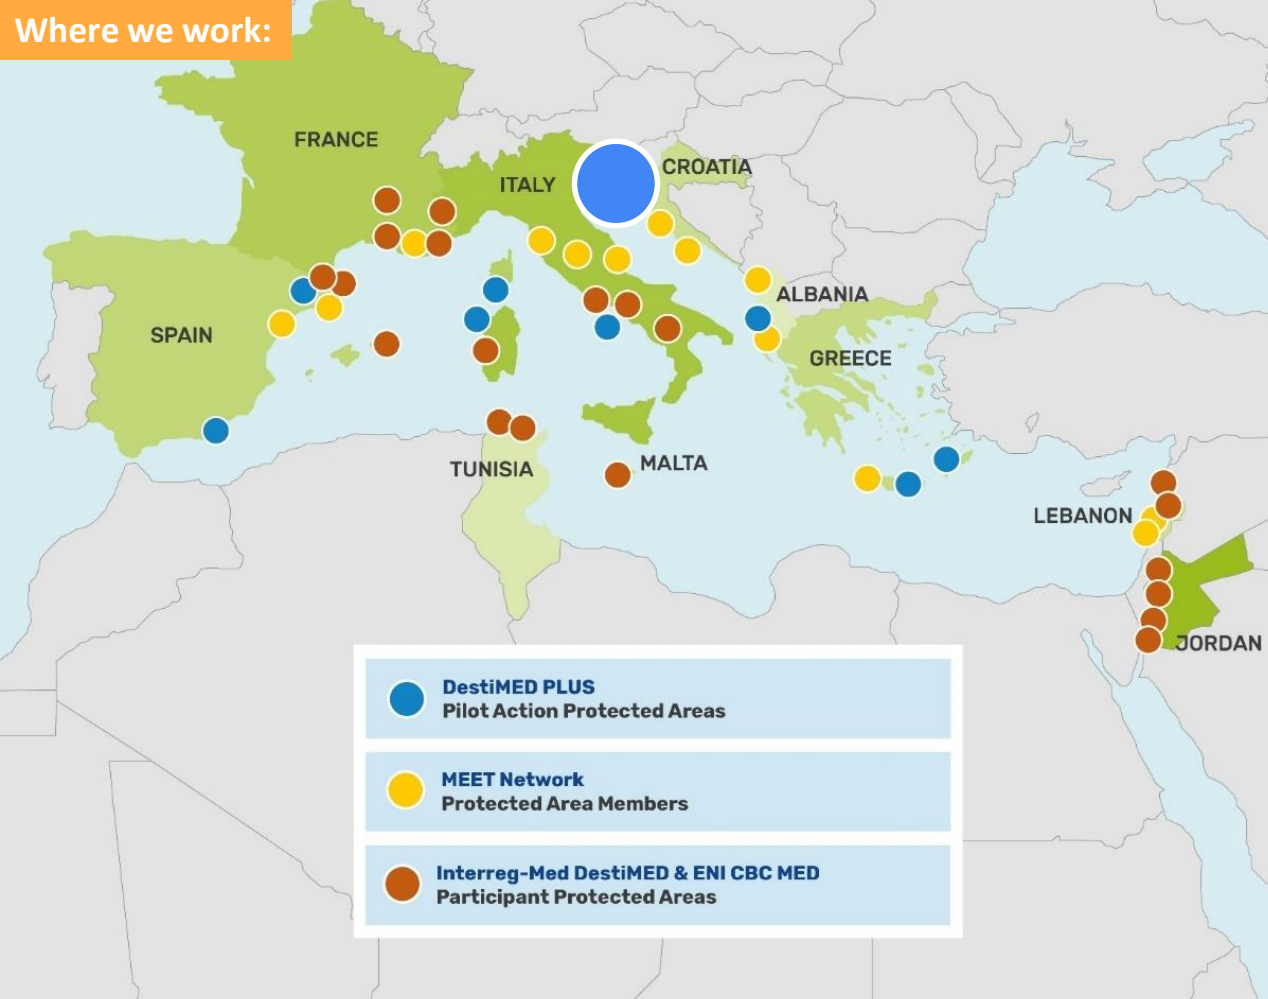 Where we work:
FRANCE
CROATIA
ITALY
ALBANIA
SPAIN
GREECE
TUNISIA
MALTA
LEBANON
JORDAN
DestiMED PLUS
Pilot Action Protected Areas
MEET Network
Protected Area Members
Interreg-Med DestiMED & ENI CBC MED
Participant Protected Areas